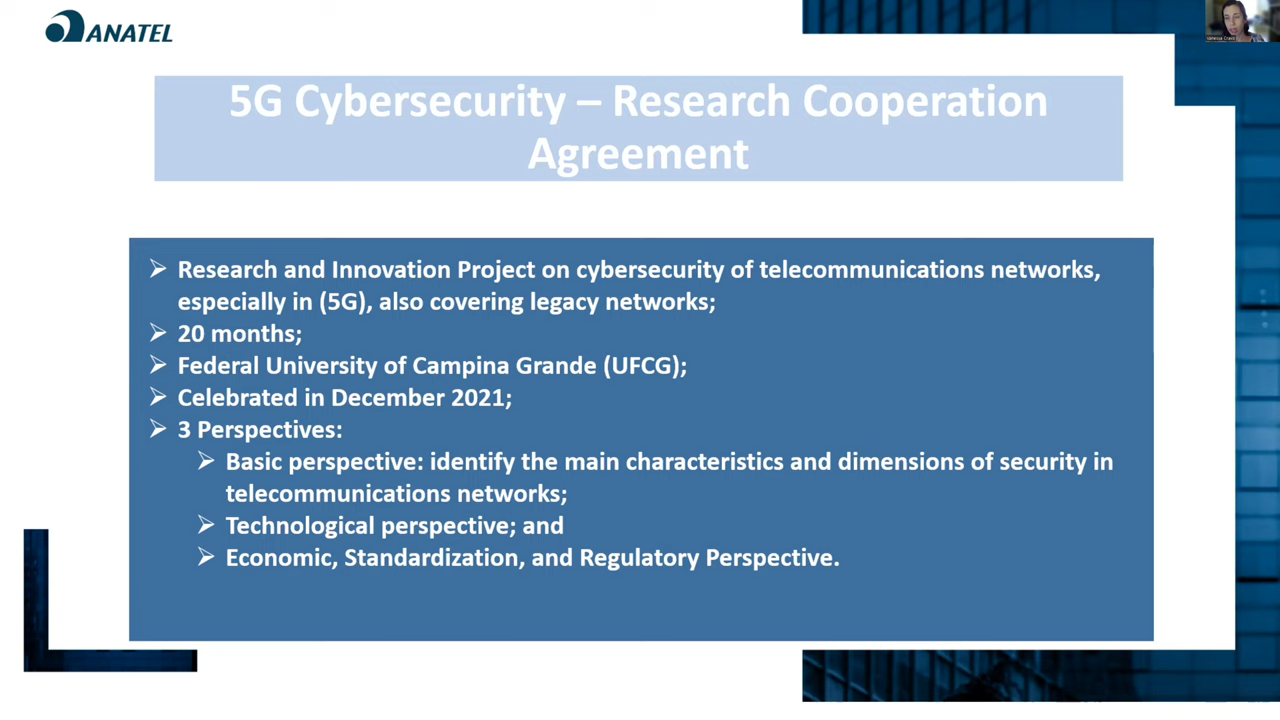 ANATEL
5G Cybersecurity – Research Cooperation
Agreement
➢ Research and Innovation Project on cybersecurity of telecommunications networks,
especially in (5G), also covering legacy networks;
➢ 20 months;
➢ Federal University of Campina Grande (UFCG);
➢ Celebrated in December 2021;
➢ 3 Perspectives:
➢ Basic perspective: identify the main characteristics and dimensions of security in
telecommunications networks;
➢ Technological perspective; and
➢ Economic, Standardization, and Regulatory Perspective.